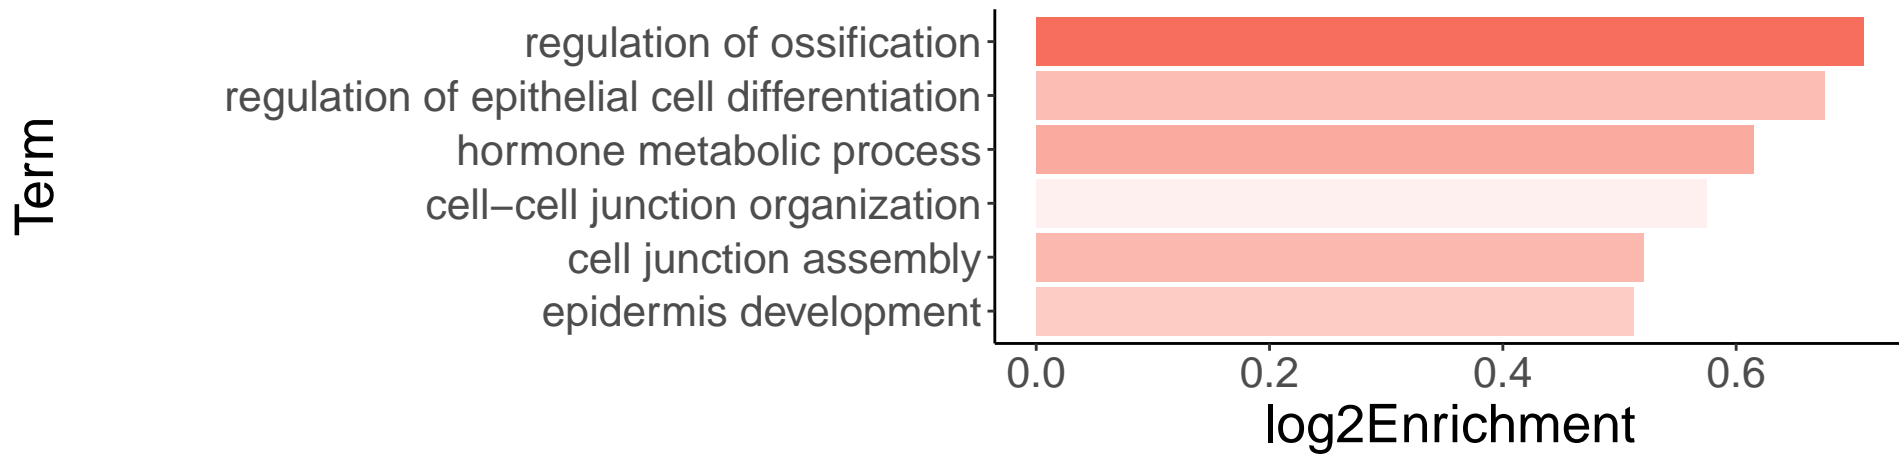 Term
regulation of ossification
regulation of epithelial cell differentiation
hormone metabolic process
cell−cell junction organization
cell junction assembly
epidermis development
0.0 0.2 0.4 0.6
log2Enrichment